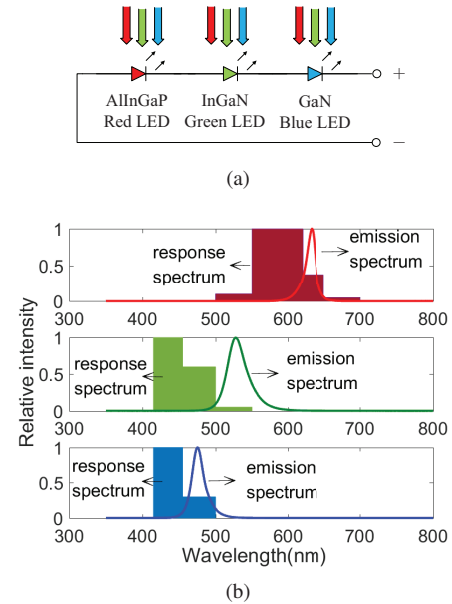 (a)
+
AlInGaP
Red LED
InGaN
Green LED
GaN
Blue LED
−
(b)
Relative intensity
1
0.5
0
response
spectrum
emission
spectrum
300 400 500 600 700 800
1
0.5
0
response
spectrum
emission
spectrum
300 400 500 600 700 800
1
0.5
0
response
spectrum
emission
spectrum
300 400 500 600 700 800
Wavelength(nm)